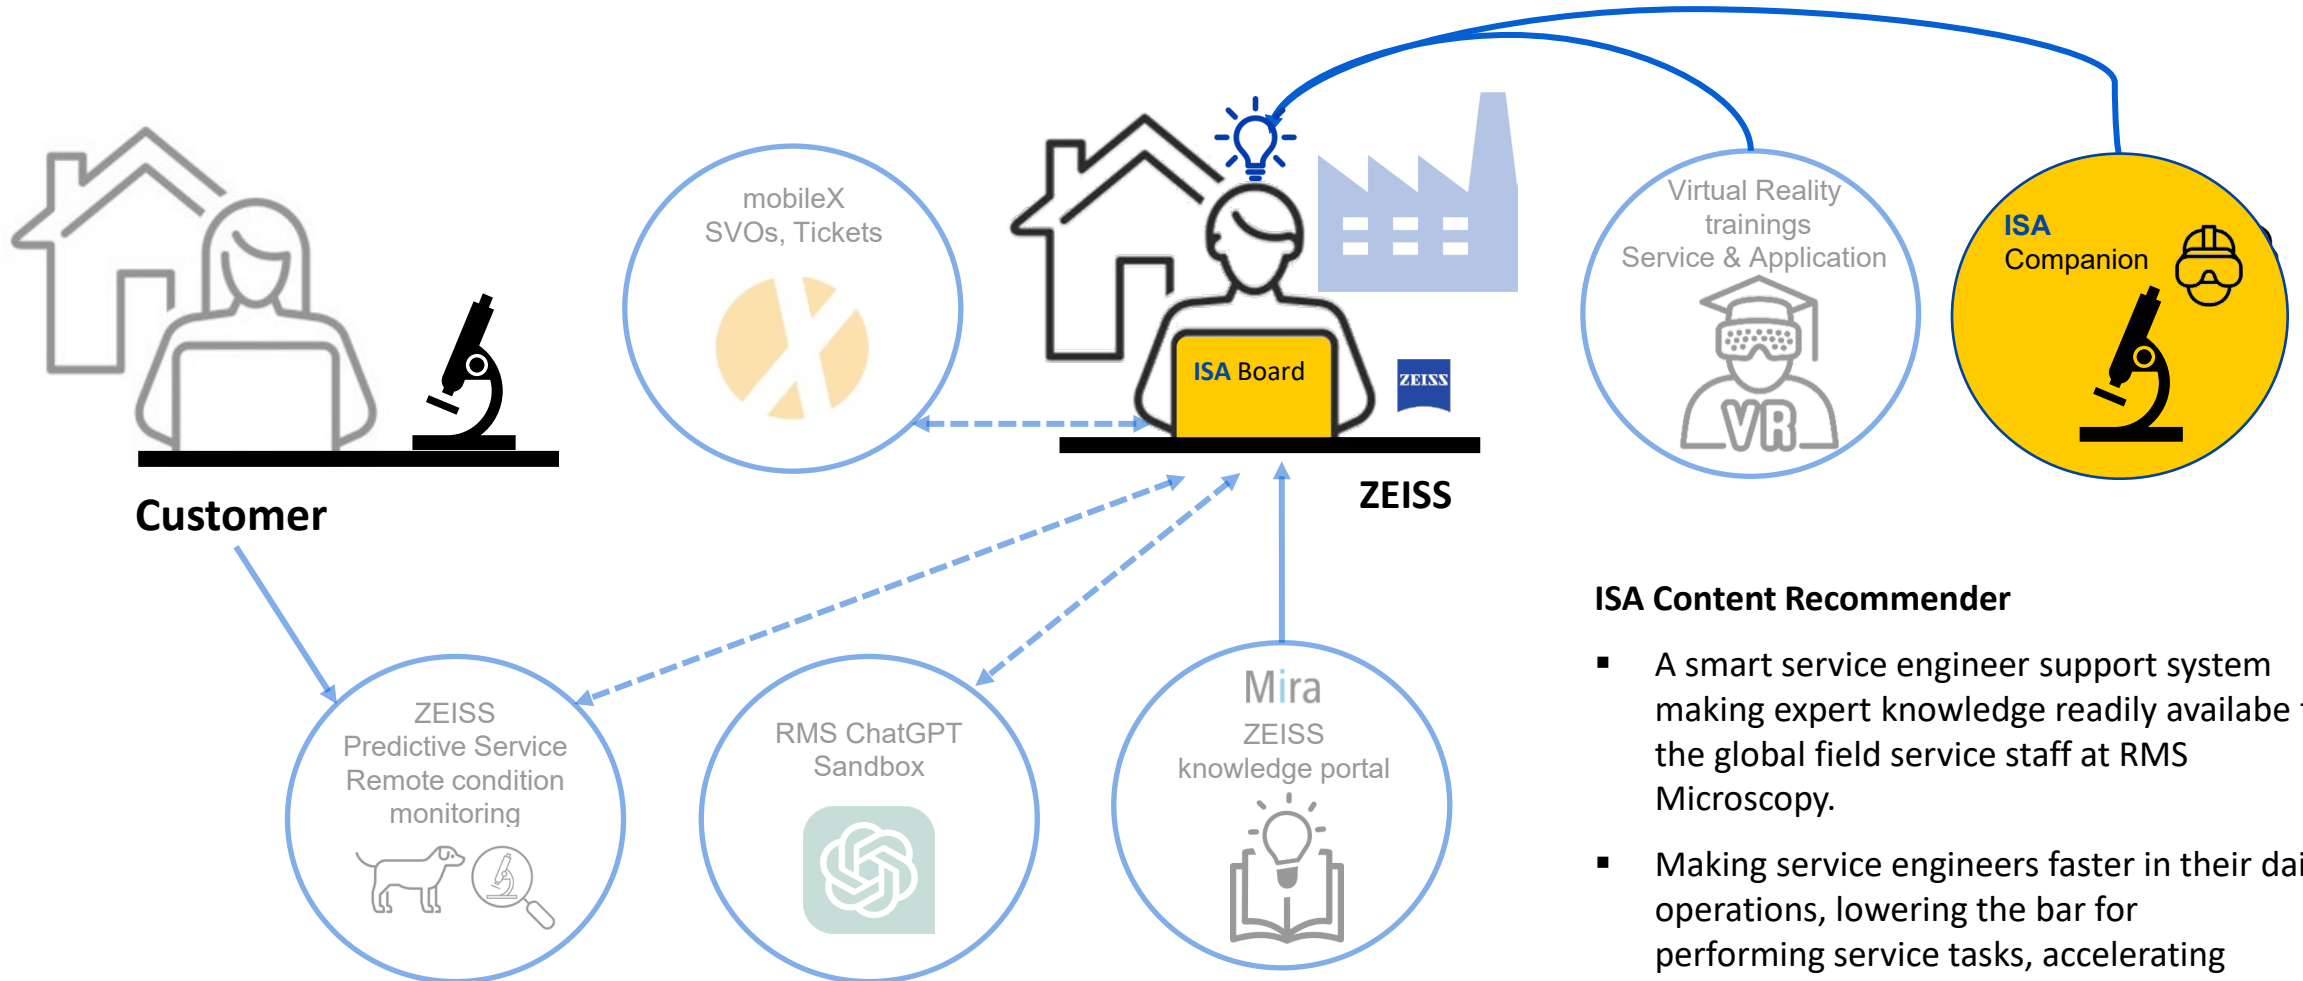 mobileX
SVOs, Tickets
ISA Board
ZEISS
ZEISS
Customer
Virtual Reality
trainings
Service & Application
VR
ISA
Companion
ZEISS
Predictive Service
Remote condition
monitoring
RMS ChatGPT
Sandbox
Mira
ZEISS
knowledge portal
ISA Content Recommender
▪ A smart service engineer support system
making expert knowledge readily availabe
the global field service staff at RMS
Microscopy.
▪ Making service engineers faster in their dai
operations, lowering the bar for
performing service tasks, accelerating